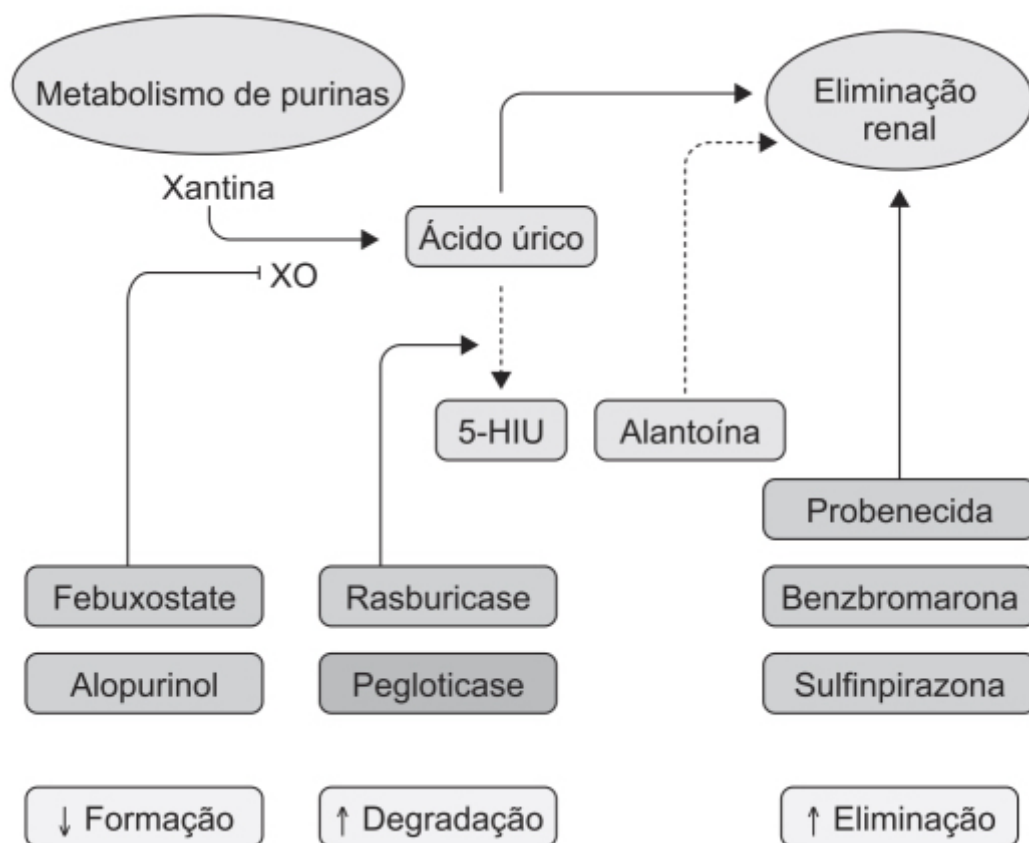 Metabolismo de purinas
Eliminação
renal
Xantina
Ácido úrico
XO
5-HIU
Alantoína
Probenecida
Febuxostate
Rasburicase
Benzbromarona
Alopurinol
Pegloticase
Sulfinpirazona
↓ Formação
↑ Degradação
↑ Eliminação